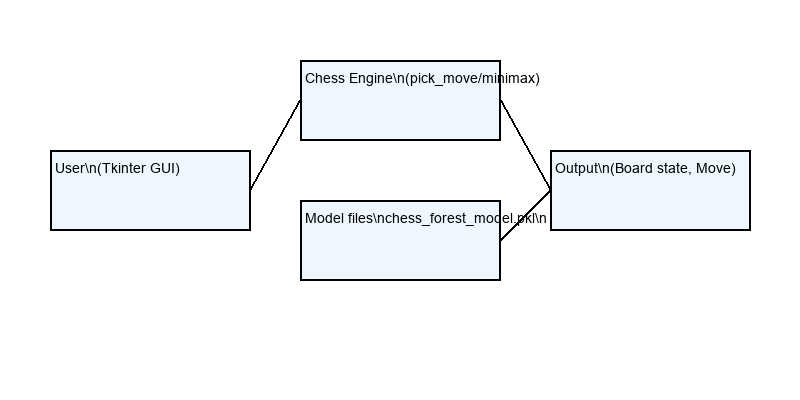 Chess Engine\n(pick_move/minimax)
User\n(Tkinter GUI)
Output\n(Board state, Move)
Model files\nchess_forest_model.pkl\n